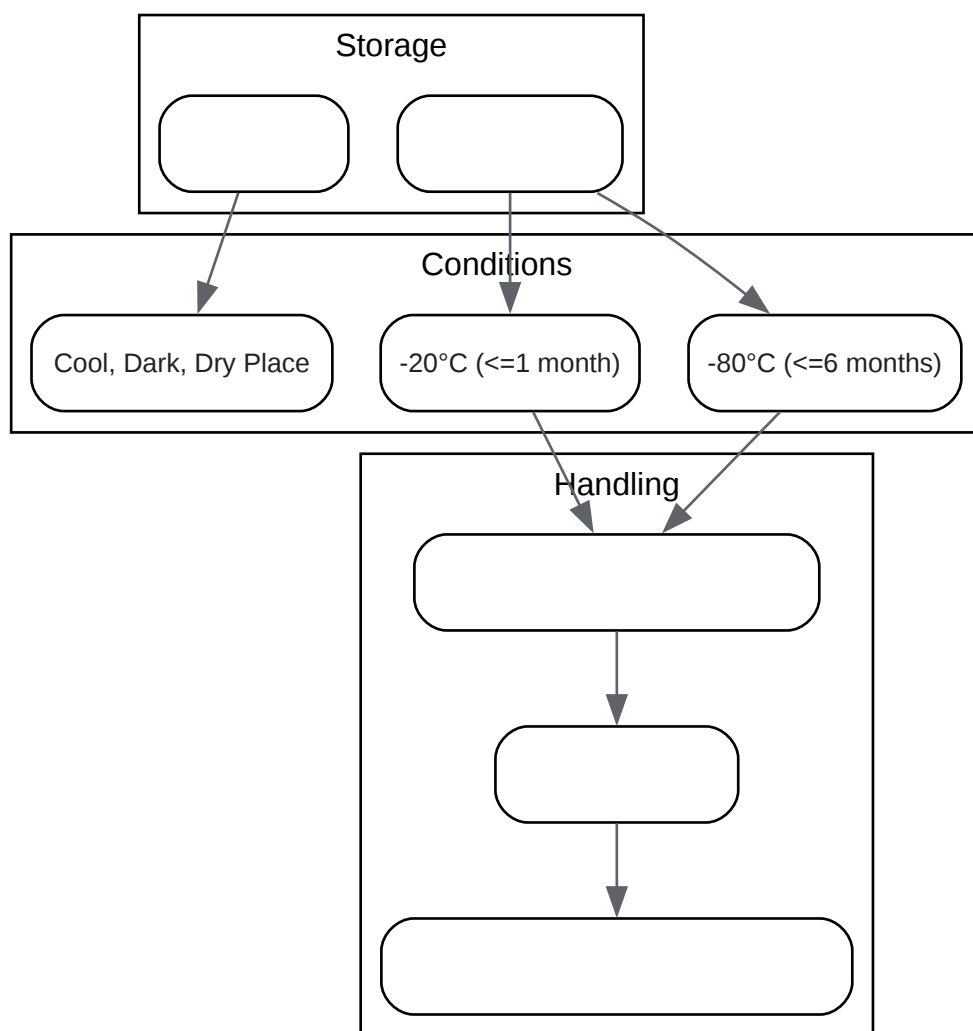 Storage
Conditions
Cool, Dark, Dry Place
-20°C (<=1 month)
-80°C (<=6 months)
Handling